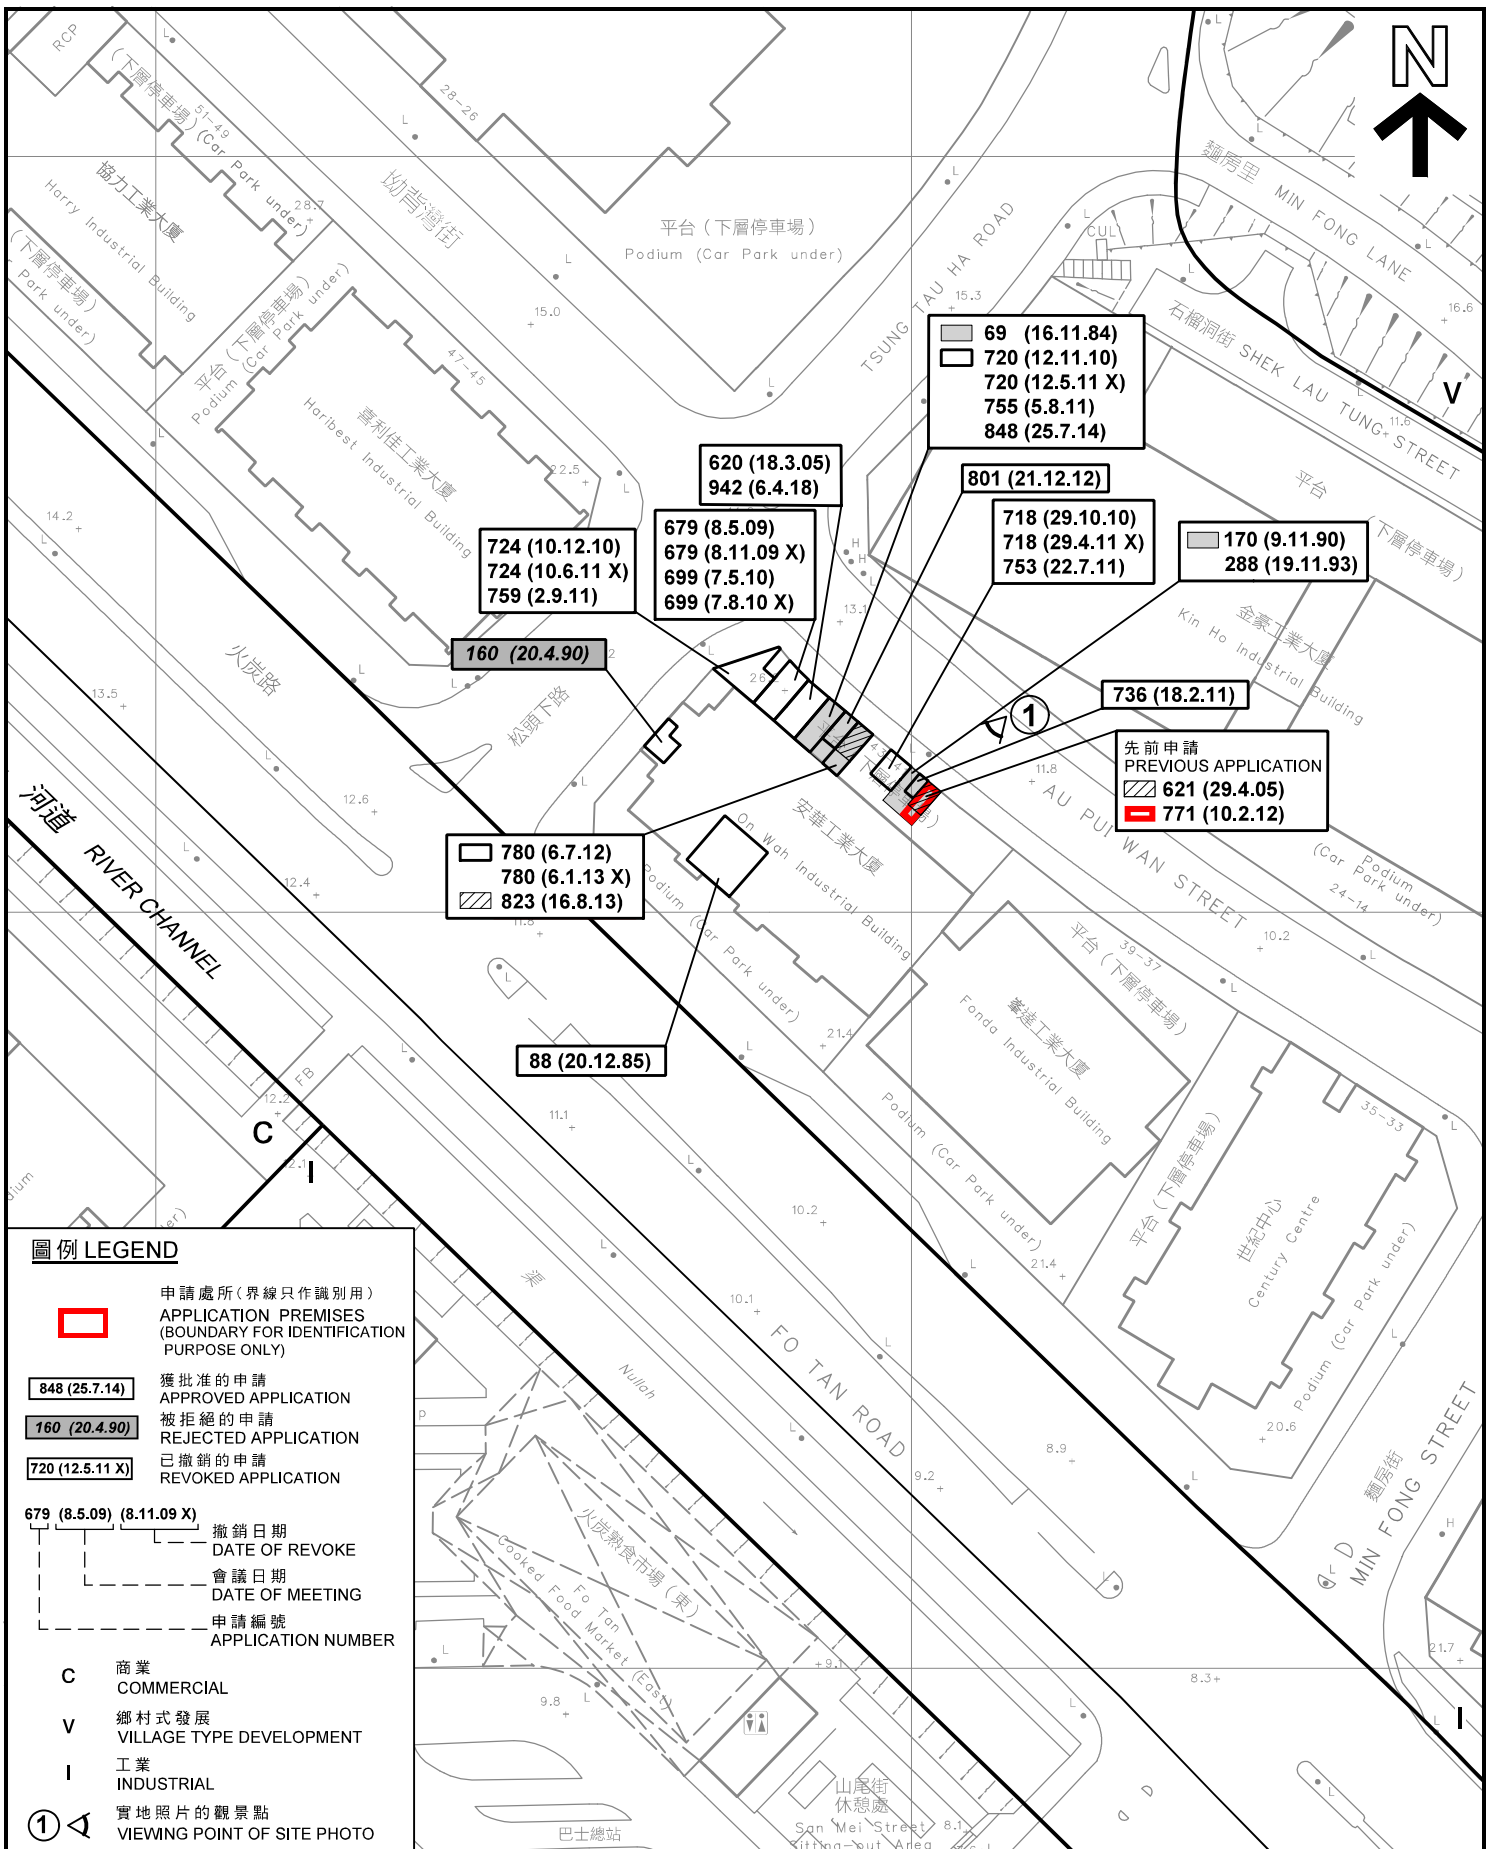 RCP
(下層停車場)
(Car Park under)
51-49
協力工業大廈
Harry Industrial Building
28.7
(下層停車場)
Park under)
坳背灣街
28-26
平台(下層停車場)
Podium (Car Park under)
平台(下層停車場)
Podium (Car Park under)
15.0
47-45
喜利佳工業大廈
Haribest Industrial Building
22.5
TSUNG TAU HA ROAD
15.3
CUL
麵房里 MIN FONG LANE
16.6
石榴洞街 SHEK LAU TUNG STREET
11.6
N
V
69 (16.11.84)
720 (12.11.10)
720 (12.5.11 X)
755 (5.8.11)
848 (25.7.14)
620 (18.3.05)
942 (6.4.18)
801 (21.12.12)
679 (8.5.09)
679 (8.11.09 X)
699 (7.5.10)
699 (7.8.10 X)
718 (29.10.10)
718 (29.4.11 X)
753 (22.7.11)
170 (9.11.90)
288 (19.11.93)
724 (10.12.10)
724 (10.6.11 X)
759 (2.9.11)
160 (20.4.90)
736 (18.2.11)
先前申請
PREVIOUS APPLICATION
621 (29.4.05)
771 (10.2.12)
780 (6.7.12)
780 (6.1.13 X)
823 (16.8.13)
88 (20.12.85)
1
14.2
13.5
12.6
12.4
13.1
11.8
火炭路
松頭下路
平台
(下層停車場)
金豪工業大廈
Kin Ho Industrial Building
安華工業大廈
On Wah Industrial Building
Podium (Car Park under)
AU PUI WAN STREET
Podium
(Car Park under)
24-14
10.2
河道 RIVER CHANNEL
21.4
平台(下層停車場)
39-37
峯達工業大廈
Fonda Industrial Building
Podium (Car Park under)
平台(下層停車場)
35-33
世紀中心
Century Centre
Podium (Car Park under)
21.4
20.6
FB
12.2
12.1
C
I
11.1
10.2
10.1
渠
Nullah
FO TAN ROAD
8.9
9.2
麵房街
MIN FONG STREET
21.7
8.3
I
火炭熟食市場(東)
Fo Tan
Cooked Food Market (East)
9.1
9.8
巴士總站
山尾街
休憩處
San Mei Street
Sitting-out Area
8.1
圖例 LEGEND
申請處所(界線只作識別用)
APPLICATION PREMISES
(BOUNDARY FOR IDENTIFICATION
PURPOSE ONLY)
848 (25.7.14)
獲批准的申請
APPROVED APPLICATION
160 (20.4.90)
被拒絕的申請
REJECTED APPLICATION
720 (12.5.11 X)
已撤銷的申請
REVOKED APPLICATION
679 (8.5.09) (8.11.09 X)
撤銷日期
DATE OF REVOKE
會議日期
DATE OF MEETING
申請編號
APPLICATION NUMBER
C 商業
COMMERCIAL
V 鄉村式發展
VILLAGE TYPE DEVELOPMENT
I 工業
INDUSTRIAL
1 實地照片的觀景點
VIEWING POINT OF SITE PHOTO